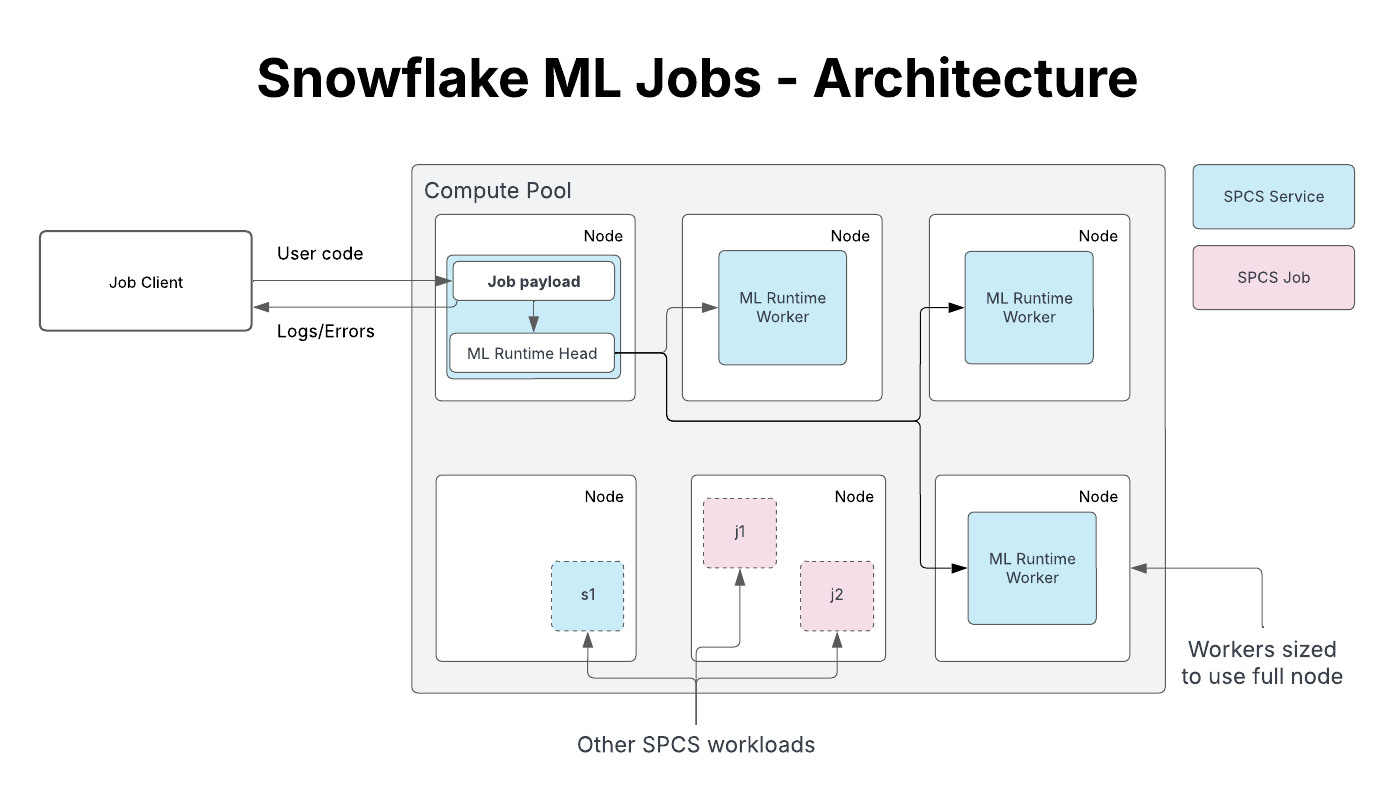 Snowflake ML Jobs - Architecture
Compute Pool
SPCS Service
SPCS Job
Job Client
User code
Logs/Errors
Node
Job payload
ML Runtime Head
Node
ML Runtime
Worker
Node
ML Runtime
Worker
Node
s1
Node
j1
j2
Node
ML Runtime
Worker
Workers sized
to use full node
Other SPCS workloads